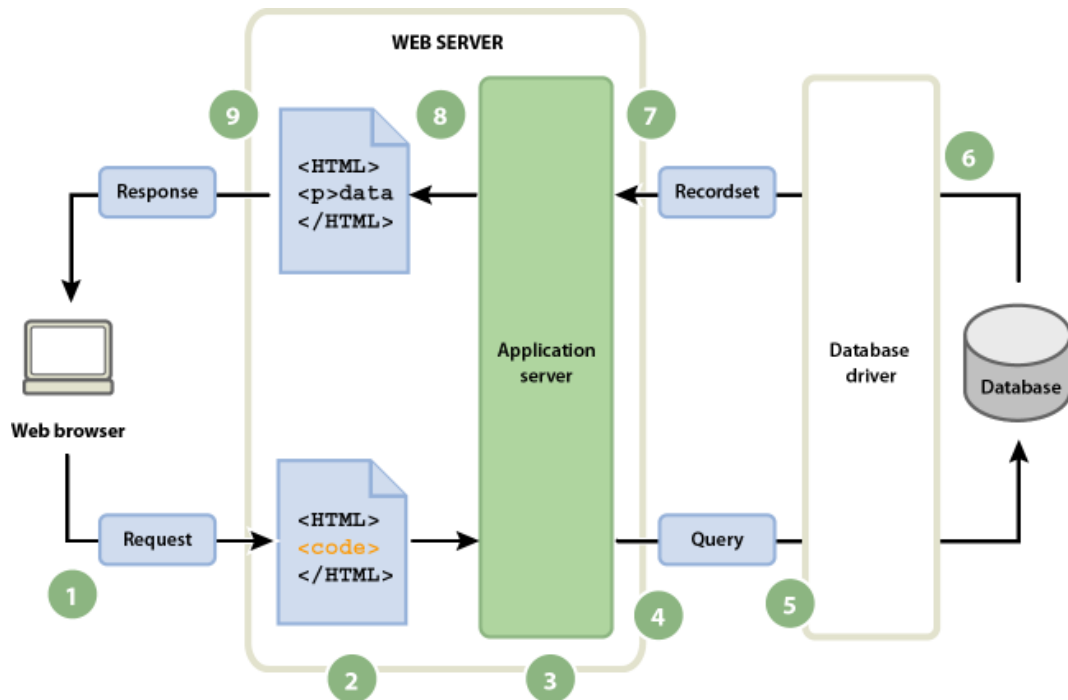 WEB SERVER
9
8
7
6
<HTML>
<p>data
</HTML>
Response
Recordset
Application
server
Database
driver
Database
Web browser
<HTML>
<code>
</HTML>
Request
Query
1
2
3
4
5